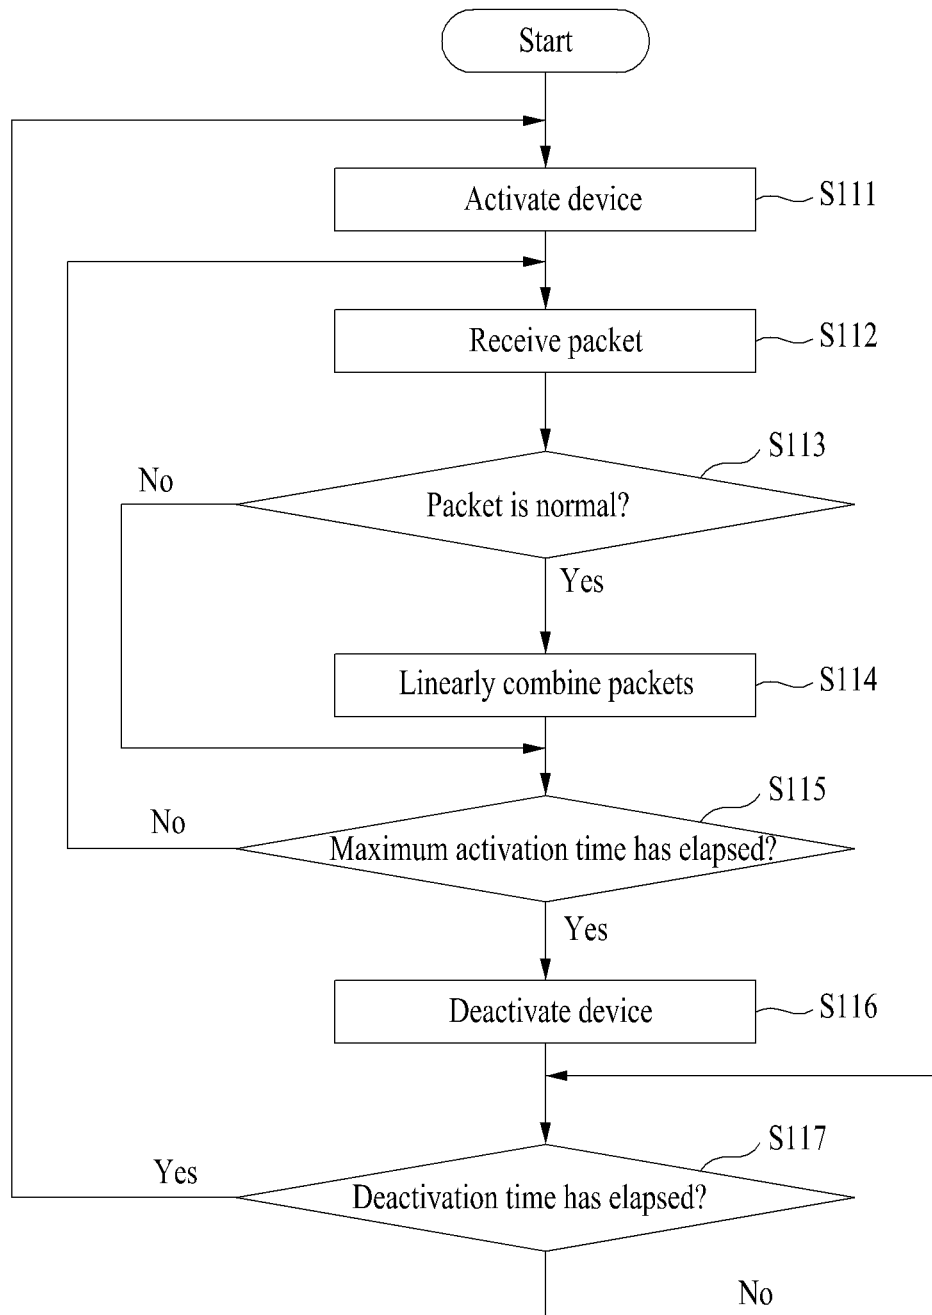 Start
Activate device
S111
Receive packet
S112
S113
No
Packet is normal?
Yes
Linearly combine packets
S114
S115
No
Maximum activation time has elapsed?
Yes
Deactivate device
S116
S117
Yes
Deactivation time has elapsed?
No